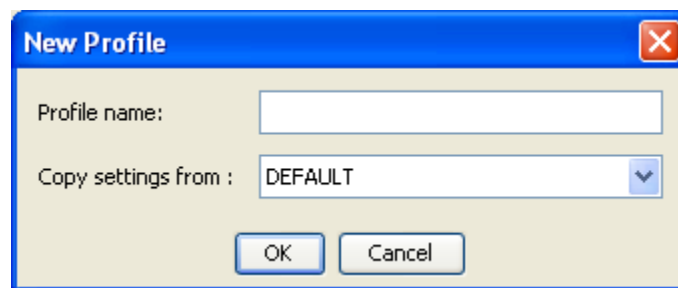 New Profile
Profile name:
Copy settings from : DEFAULT
OK Cancel